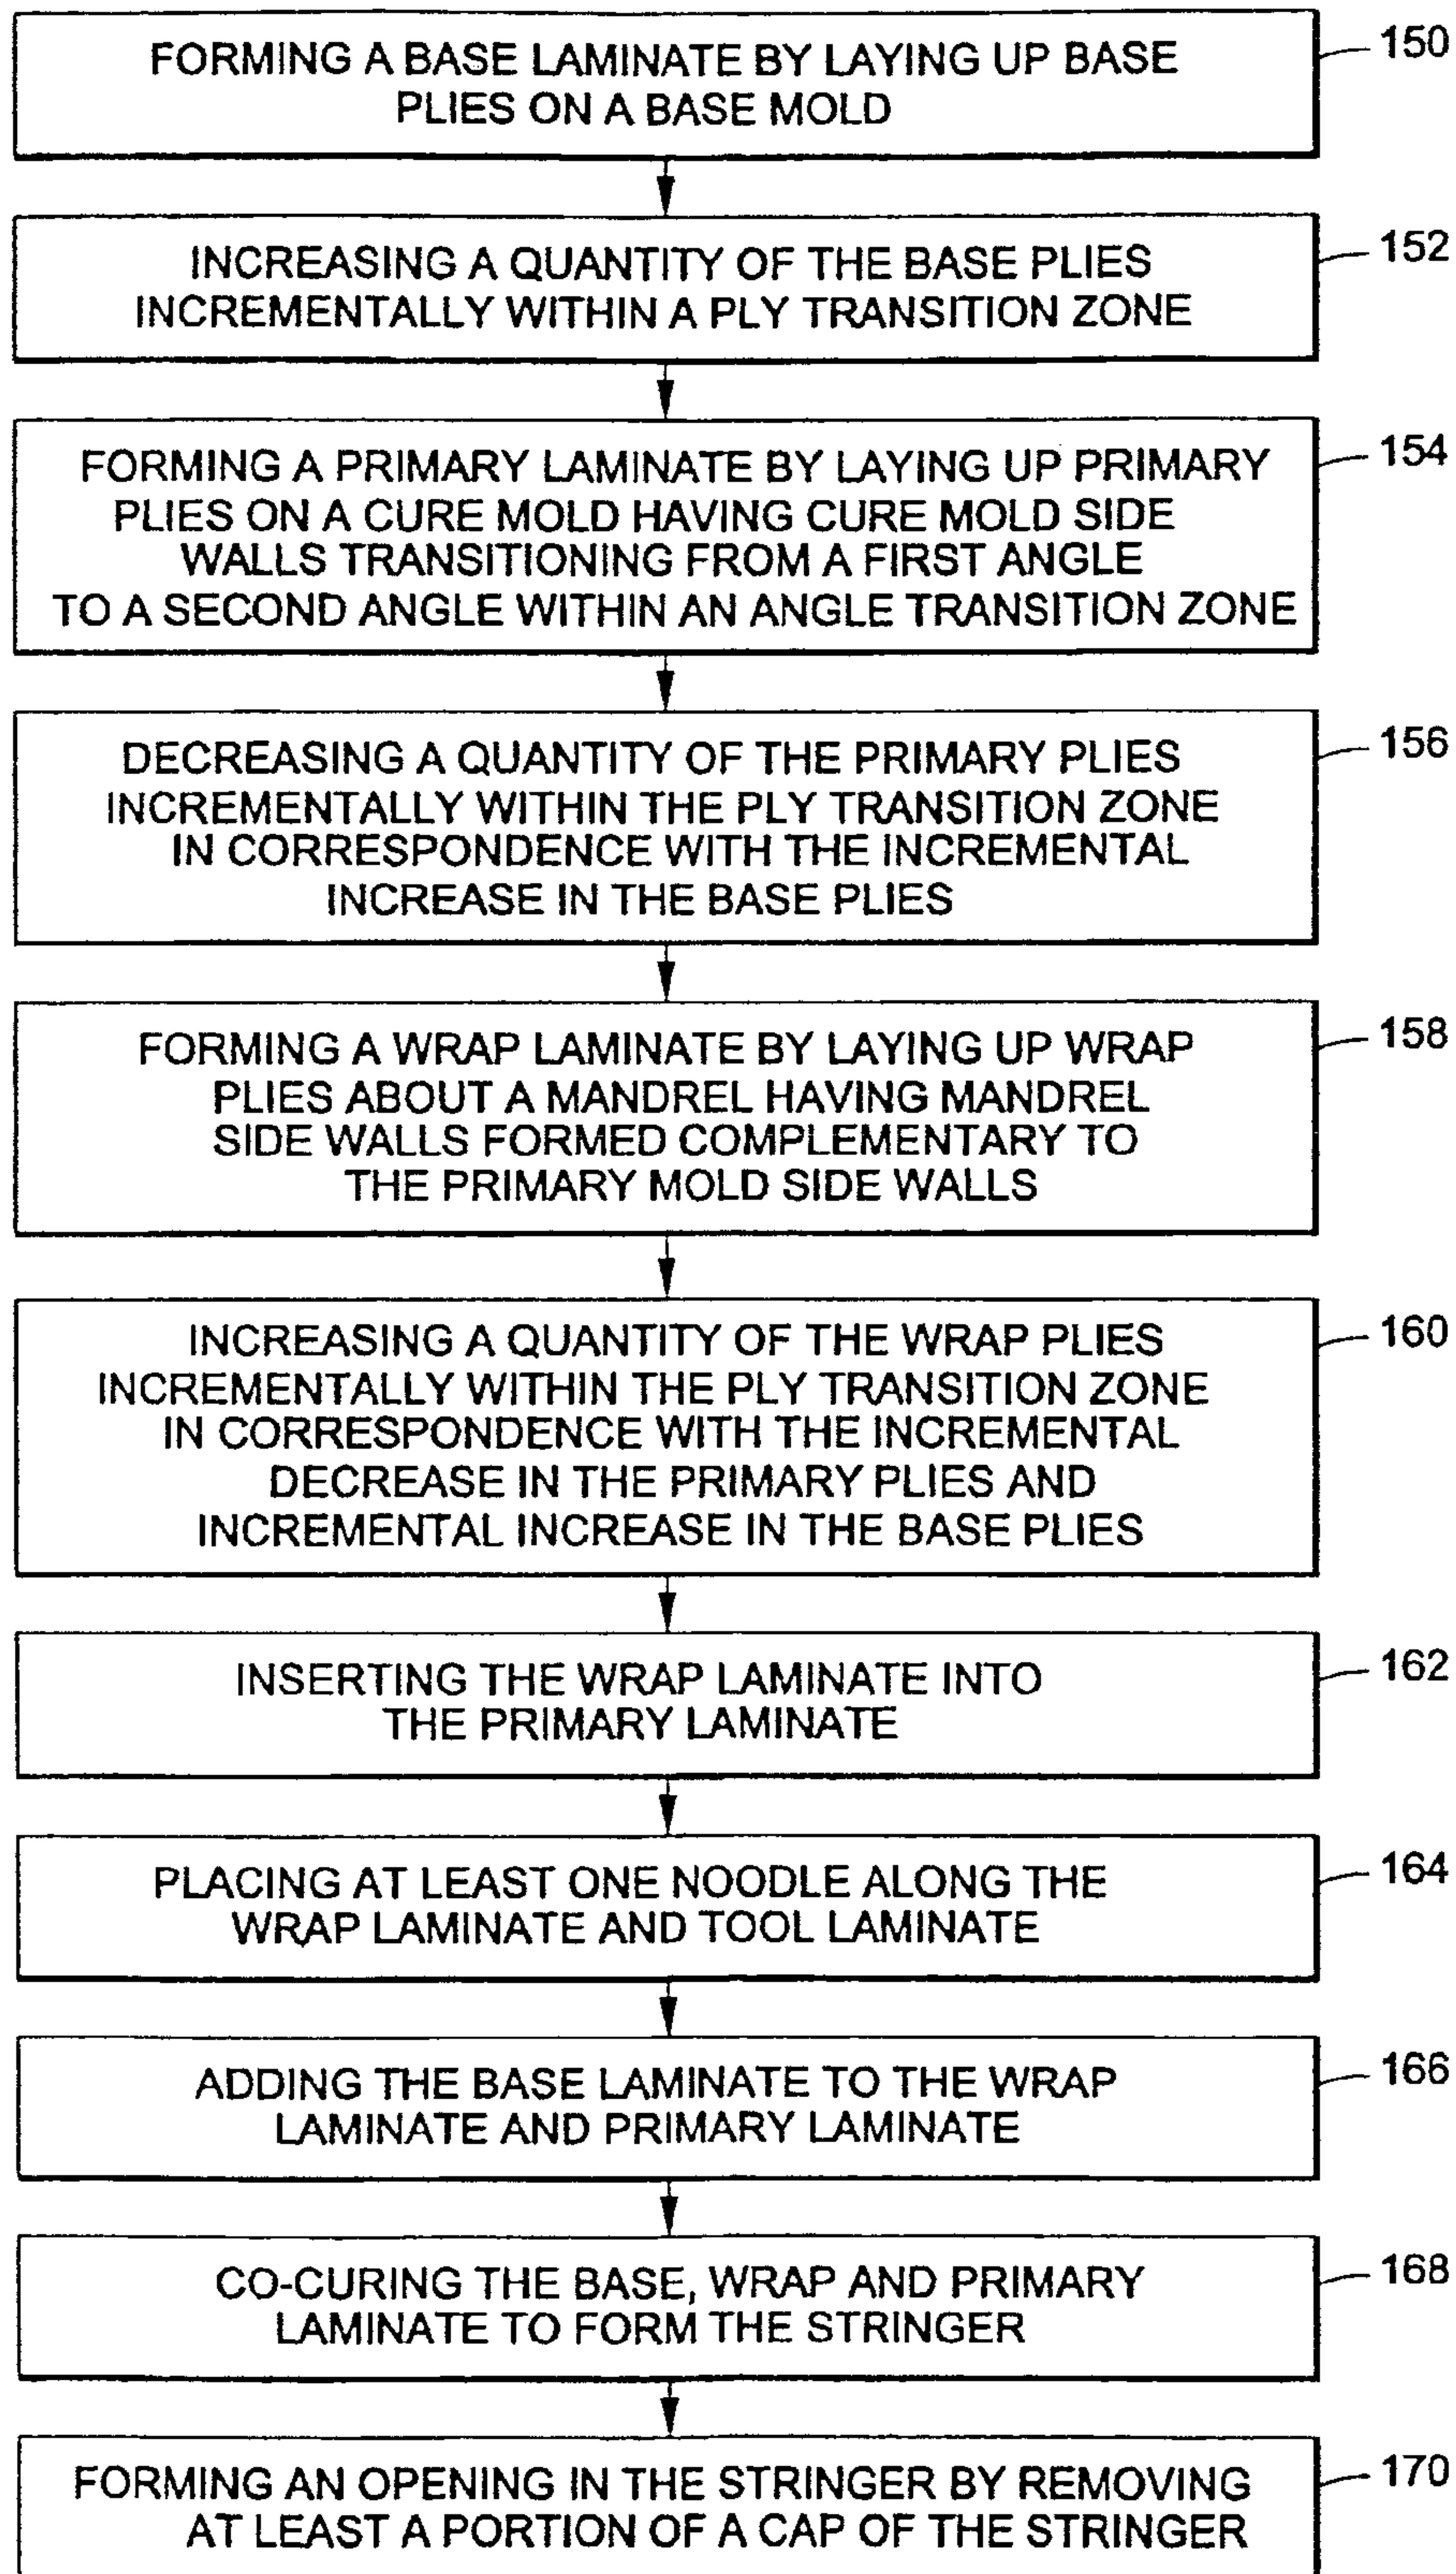 FORMING A BASE LAMINATE BY LAYING UP BASE
PLIES ON A BASE MOLD
150
INCREASING A QUANTITY OF THE BASE PLIES
INCREMENTALLY WITHIN A PLY TRANSITION ZONE
152
FORMING A PRIMARY LAMINATE BY LAYING UP PRIMARY
PLIES ON A CURE MOLD HAVING CURE MOLD SIDE
WALLS TRANSITIONING FROM A FIRST ANGLE
TO A SECOND ANGLE WITHIN AN ANGLE TRANSITION ZONE
154
DECREASING A QUANTITY OF THE PRIMARY PLIES
INCREMENTALLY WITHIN THE PLY TRANSITION ZONE
IN CORRESPONDENCE WITH THE INCREMENTAL
INCREASE IN THE BASE PLIES
156
FORMING A WRAP LAMINATE BY LAYING UP WRAP
PLIES ABOUT A MANDREL HAVING MANDREL
SIDE WALLS FORMED COMPLEMENTARY TO
THE PRIMARY MOLD SIDE WALLS
158
INCREASING A QUANTITY OF THE WRAP PLIES
INCREMENTALLY WITHIN THE PLY TRANSITION ZONE
IN CORRESPONDENCE WITH THE INCREMENTAL
DECREASE IN THE PRIMARY PLIES AND
INCREMENTAL INCREASE IN THE BASE PLIES
160
INSERTING THE WRAP LAMINATE INTO
THE PRIMARY LAMINATE
162
PLACING AT LEAST ONE NOODLE ALONG THE
WRAP LAMINATE AND TOOL LAMINATE
164
ADDING THE BASE LAMINATE TO THE WRAP
LAMINATE AND PRIMARY LAMINATE
166
CO-CURING THE BASE, WRAP AND PRIMARY
LAMINATE TO FORM THE STRINGER
168
FORMING AN OPENING IN THE STRINGER BY REMOVING
AT LEAST A PORTION OF A CAP OF THE STRINGER
170